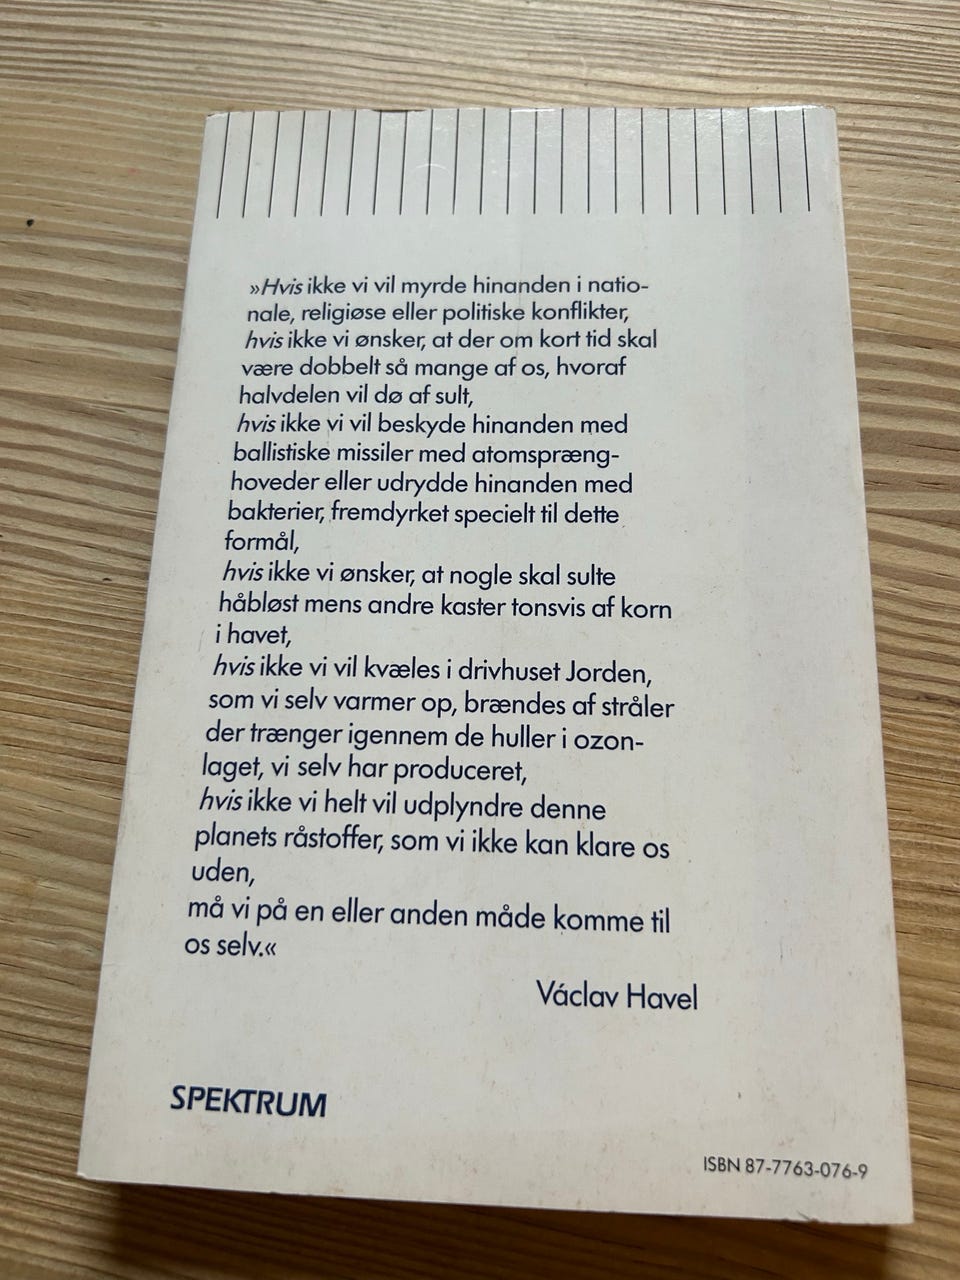 »Hvis ikke vi vil myrde hinanden i natio-
nale, religiøse eller politiske konflikter,
hvis ikke vi ønsker, at der om kort tid skal
være dobbelt så mange af os, hvoraf
halvdelen vil dø af sult,
hvis ikke vi vil beskyde hinanden med
ballistiske missiler med atomspræng-
hoveder eller udrydde hinanden med
bakterier, fremdyrket specielt til dette
formål,
hvis ikke vi ønsker, at nogle skal sulte
håbløst mens andre kaster tonsvis af korn
i havet,
hvis ikke vi vil kvæles i drivhuset Jorden,
som vi selv varmer op, brændes af stråler
der trænger igennem de huller i ozon-
laget, vi selv har produceret,
hvis ikke vi helt vil udplyndre denne
planets råstoffer, som vi ikke kan klare os
uden,
må vi på en eller anden måde komme til
os selv.«
Václav Havel
SPEKTRUM
ISBN 87-7763-076-9